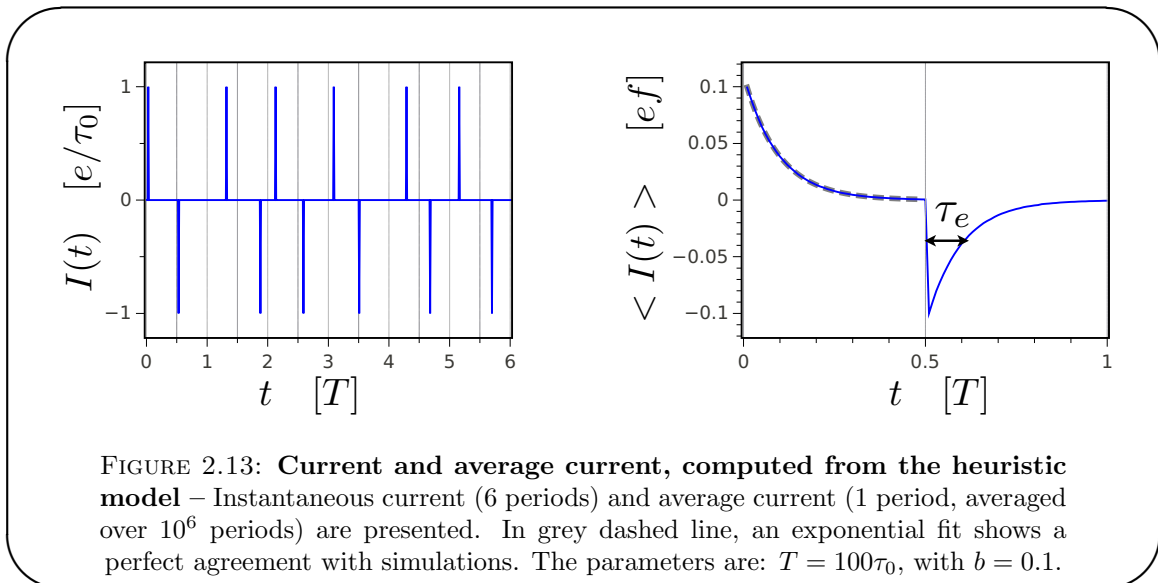 I(t) [e/τ₀]
1
0
−1
0 1 2 3 4 5 6
t [T]
< I(t) > [ef]
0.1
0.05
0
−0.05
−0.1
τₑ
0 0.5 1
t [T]
FIGURE 2.13: Current and average current, computed from the heuristic
model – Instantaneous current (6 periods) and average current (1 period, averaged
over 10⁶ periods) are presented. In grey dashed line, an exponential fit shows a
perfect agreement with simulations. The parameters are: T = 100τ₀, with b = 0.1.